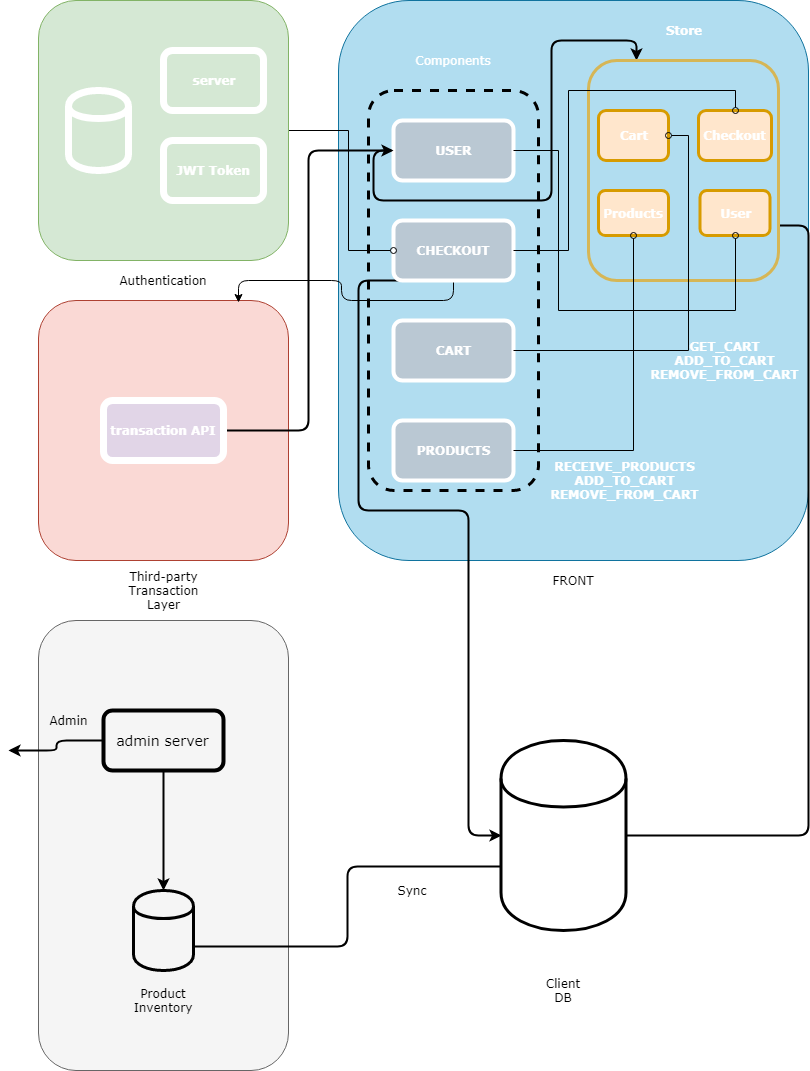 server
JWT Token
Authentication
transaction API
Third-party
Transaction
Layer
Components
USER
CHECKOUT
CART
PRODUCTS
Store
Cart
Checkout
Products
User
GET_CART
ADD_TO_CART
REMOVE_FROM_CART
RECEIVE_PRODUCTS
ADD_TO_CART
REMOVE_FROM_CART
FRONT
Admin
admin server
Product
Inventory
Sync
Client
DB